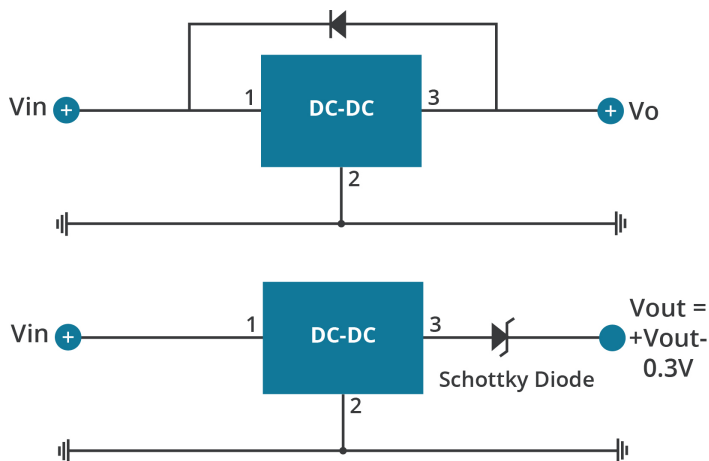 Vin
+
1
DC-DC
3
+
Vo
2
Vin
+
1
DC-DC
3
Vout =
+Vout-
0.3V
Schottky Diode
2